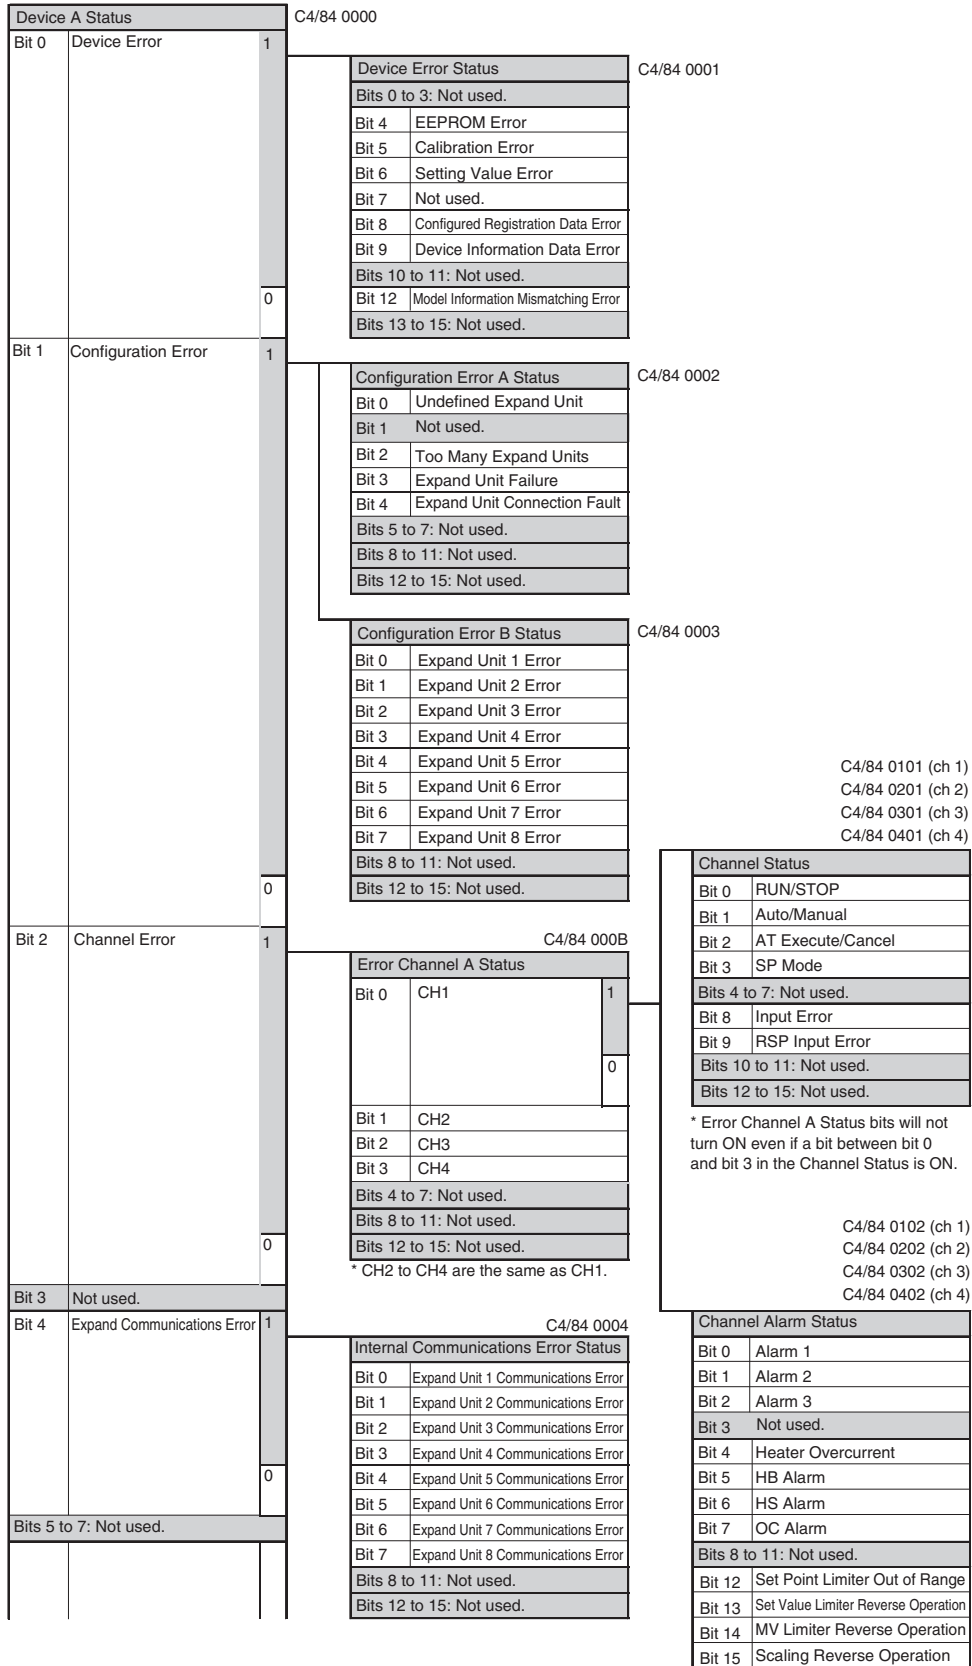 Device A Status
C4/84 0000
Bit 0 Device Error 1
0
Device Error Status
C4/84 0001
Bits 0 to 3: Not used.
Bit 4 EEPROM Error
Bit 5 Calibration Error
Bit 6 Setting Value Error
Bit 7 Not used.
Bit 8 Configured Registration Data Error
Bit 9 Device Information Data Error
Bits 10 to 11: Not used.
Bit 12 Model Information Mismatching Error
Bits 13 to 15: Not used.
Bit 1 Configuration Error 1
0
Configuration Error A Status
C4/84 0002
Bit 0 Undefined Expand Unit
Bit 1 Not used.
Bit 2 Too Many Expand Units
Bit 3 Expand Unit Failure
Bit 4 Expand Unit Connection Fault
Bits 5 to 7: Not used.
Bits 8 to 11: Not used.
Bits 12 to 15: Not used.
Configuration Error B Status
C4/84 0003
Bit 0 Expand Unit 1 Error
Bit 1 Expand Unit 2 Error
Bit 2 Expand Unit 3 Error
Bit 3 Expand Unit 4 Error
Bit 4 Expand Unit 5 Error
Bit 5 Expand Unit 6 Error
Bit 6 Expand Unit 7 Error
Bit 7 Expand Unit 8 Error
Bits 8 to 11: Not used.
Bits 12 to 15: Not used.
Bit 2 Channel Error 1
0
C4/84 000B
Error Channel A Status
Bit 0 CH1 1
0
Bit 1 CH2
Bit 2 CH3
Bit 3 CH4
Bits 4 to 7: Not used.
Bits 8 to 11: Not used.
Bits 12 to 15: Not used.
* CH2 to CH4 are the same as CH1.
C4/84 0101 (ch 1)
C4/84 0201 (ch 2)
C4/84 0301 (ch 3)
C4/84 0401 (ch 4)
Channel Status
Bit 0 RUN/STOP
Bit 1 Auto/Manual
Bit 2 AT Execute/Cancel
Bit 3 SP Mode
Bits 4 to 7: Not used.
Bit 8 Input Error
Bit 9 RSP Input Error
Bits 10 to 11: Not used.
Bits 12 to 15: Not used.
* Error Channel A Status bits will not
turn ON even if a bit between bit 0
and bit 3 in the Channel Status is ON.
C4/84 0102 (ch 1)
C4/84 0202 (ch 2)
C4/84 0302 (ch 3)
C4/84 0402 (ch 4)
Channel Alarm Status
Bit 0 Alarm 1
Bit 1 Alarm 2
Bit 2 Alarm 3
Bit 3 Not used.
Bit 4 Heater Overcurrent
Bit 5 HB Alarm
Bit 6 HS Alarm
Bit 7 OC Alarm
Bits 8 to 11: Not used.
Bit 12 Set Point Limiter Out of Range
Bit 13 Set Value Limiter Reverse Operation
Bit 14 MV Limiter Reverse Operation
Bit 15 Scaling Reverse Operation
Bit 3 Not used.
Bit 4 Expand Communications Error 1
0
Bits 5 to 7: Not used.
C4/84 0004
Internal Communications Error Status
Bit 0 Expand Unit 1 Communications Error
Bit 1 Expand Unit 2 Communications Error
Bit 2 Expand Unit 3 Communications Error
Bit 3 Expand Unit 4 Communications Error
Bit 4 Expand Unit 5 Communications Error
Bit 5 Expand Unit 6 Communications Error
Bit 6 Expand Unit 7 Communications Error
Bit 7 Expand Unit 8 Communications Error
Bits 8 to 11: Not used.
Bits 12 to 15: Not used.